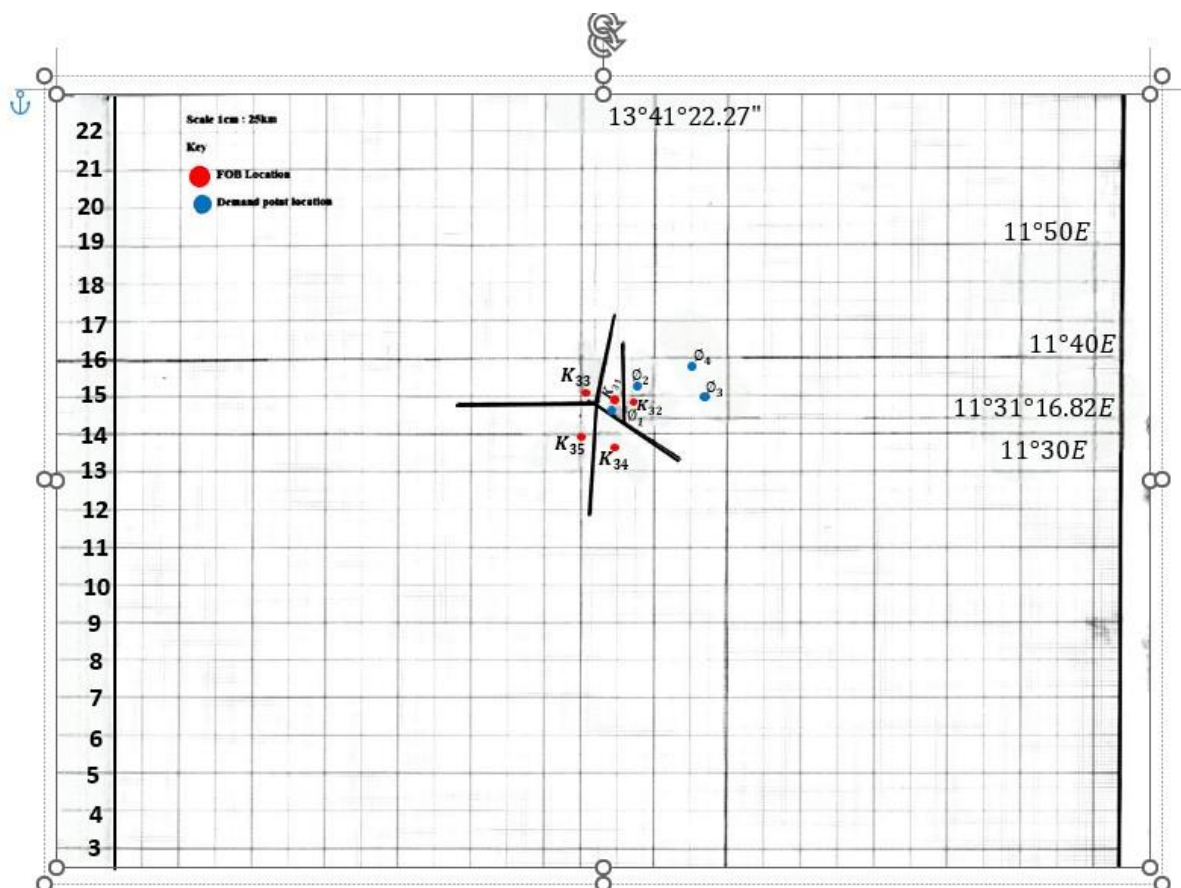 13°41°22.27"
Scale 1cm : 25km
Key
FOB Location
Demand point location
22
21
20
19
11°50E
18
17
16
11°40E
Ø4
15
K33
K31
Ø2
Ø3
K32
11°31°16.82E
Ø1
14
K35
K34
11°30E
13
12
11
10
9
8
7
6
5
4
3